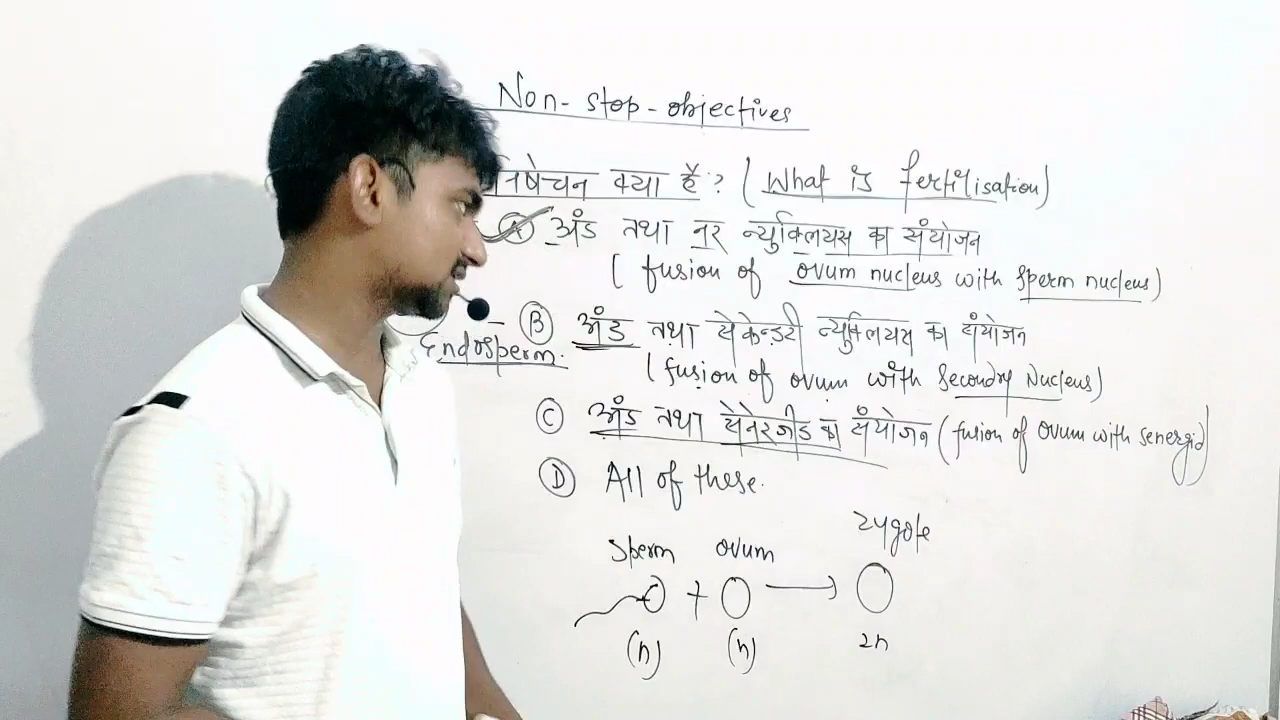 Non-stop-objectives
निषेचन क्या है? (What is fertilisation)
A अंड तथा नर न्युक्लियस का संयोजन
(fusion of ovum nucleus with sperm nucleus)
B अंड तथा सेकेन्डरी न्युक्लियस का संयोजन
Endosperm.
(fusion of ovum with Secondry Nucleus)
C अंड तथा सेनेरजीड का संयोजन (fusion of ovum with senergid)
D All of these.
zygote
Sperm ovum
+
(n) (n) 2n